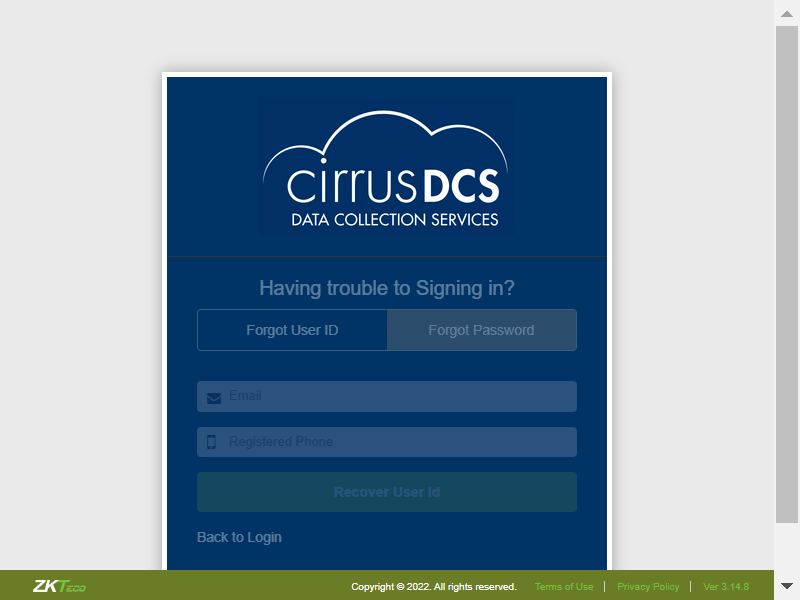 cirrusDCS
DATA COLLECTION SERVICES
Having trouble to Signing in?
Forgot User ID
Forgot Password
Email
Registered Phone
Recover User Id
Back to Login
ZKTeco
Copyright © 2022. All rights reserved.
Terms of Use
Privacy Policy
Ver 3.14.8